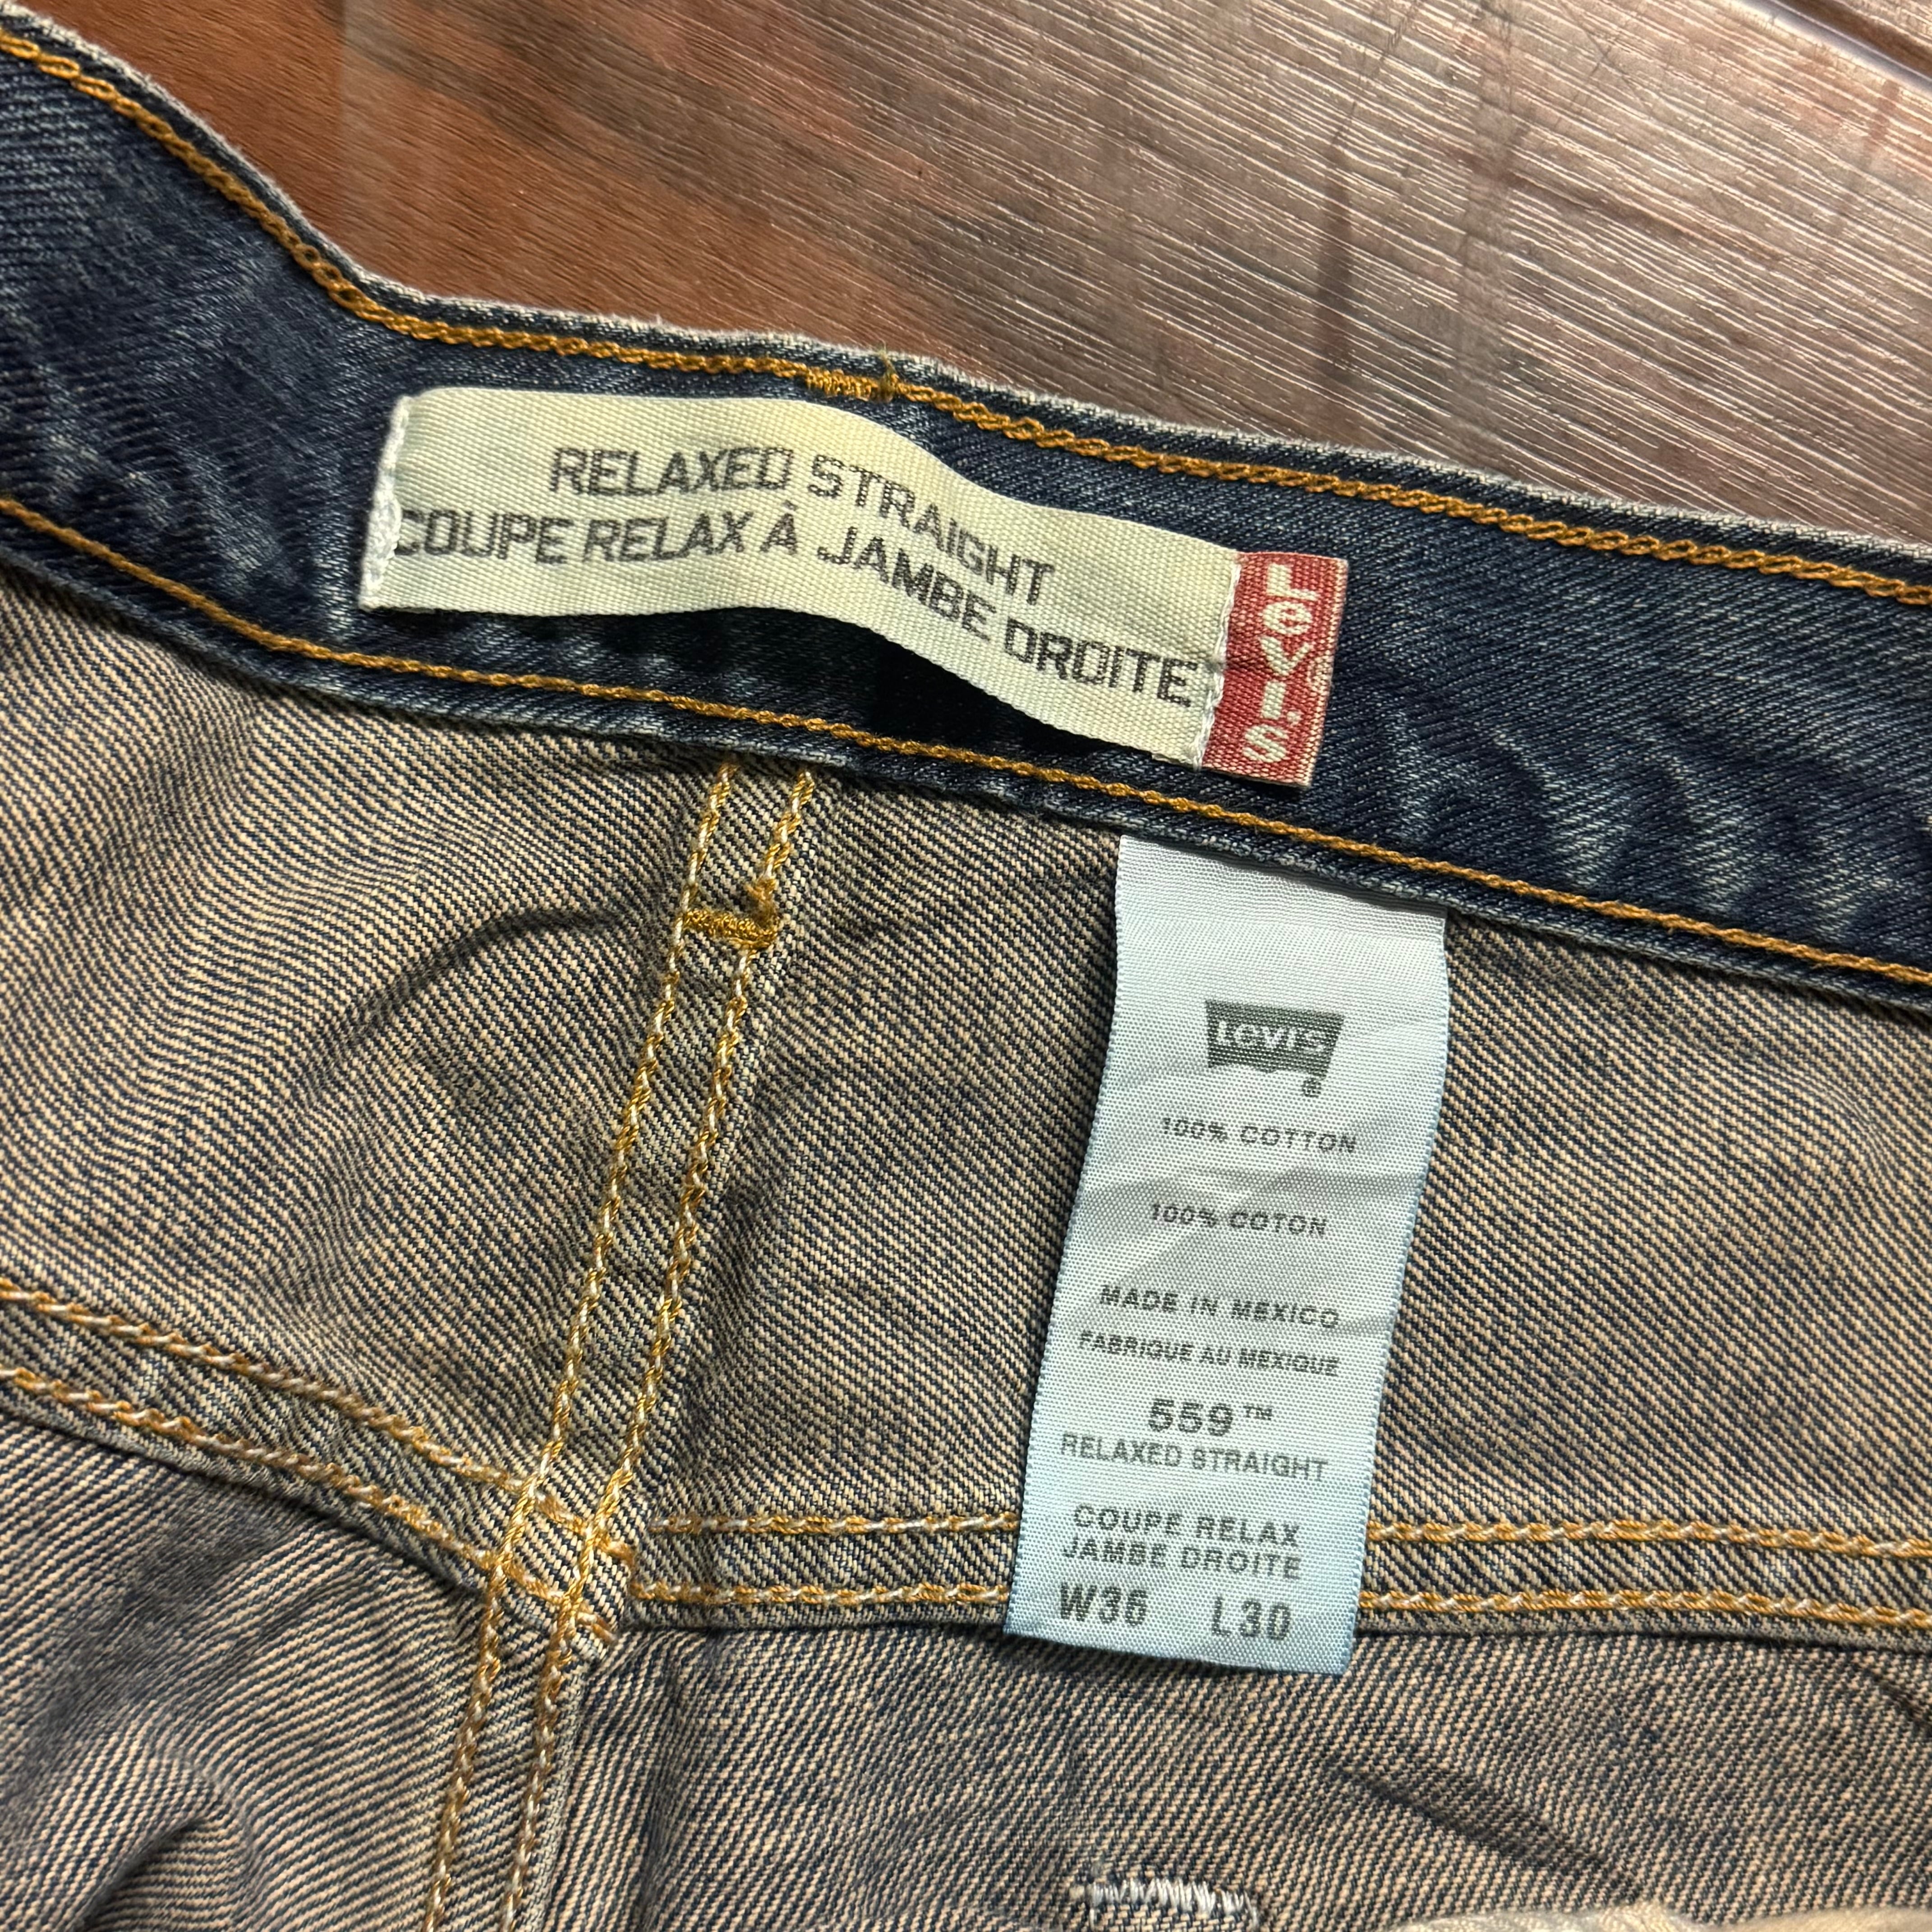 RELAXED STRAIGHT
COUPE RELAX À JAMBE DROITE
Levi's
Levi's
®
100% COTTON
100% COTON
MADE IN MEXICO
FABRIQUE AU MEXIQUE
559™
RELAXED STRAIGHT
COUPE RELAX
JAMBE DROITE
W36 L30